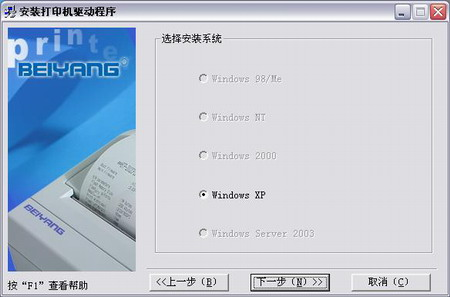 安装打印机驱动程序
printe
BEIYANG®
BEIYANG
按 “F1” 查看帮助
选择安装系统
Windows 98/Me
Windows NT
Windows 2000
Windows XP
Windows Server 2003
<<上一步 (B)
下一步 (N) >>
取消 (C)